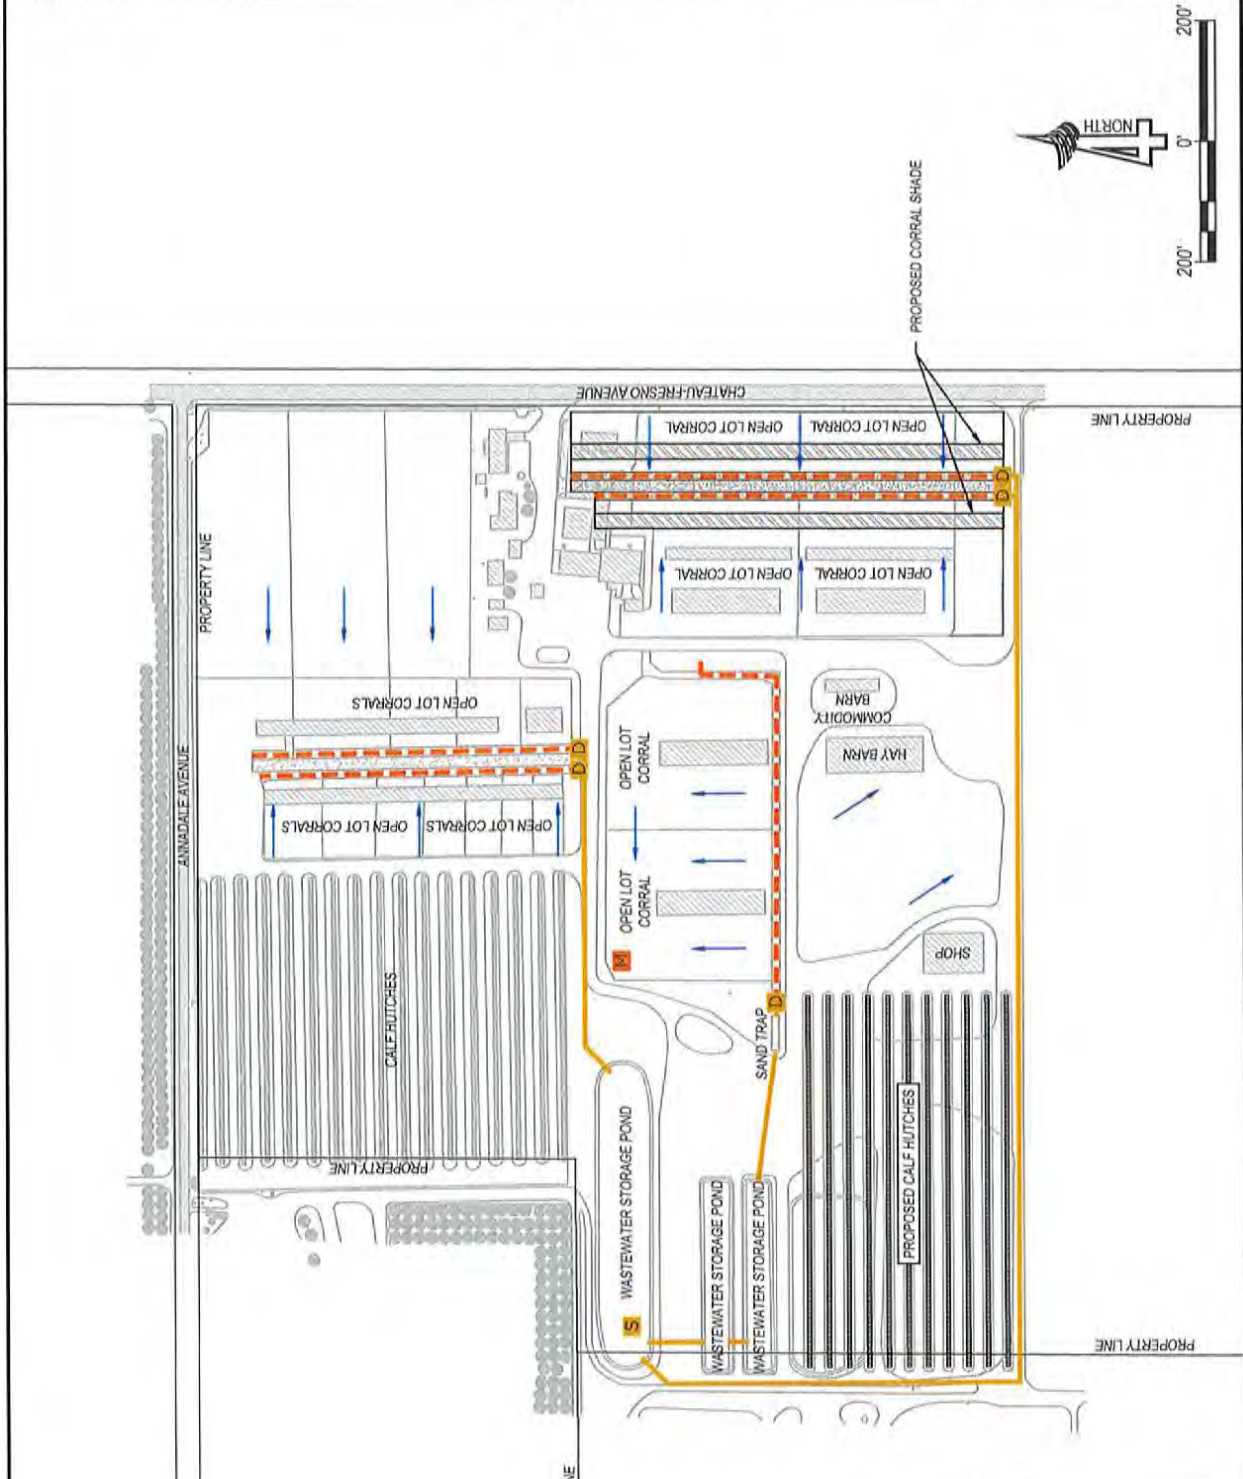 200'
0'
200'
NORTH
PROPOSED CORRAL SHADE
CHATEAU-FRESNO AVENUE
PROPERTY LINE
OPEN LOT CORRAL
OPEN LOT CORRAL
D
D
OPEN LOT CORRAL
OPEN LOT CORRAL
PROPERTY LINE
ANNADALE AVENUE
OPEN LOT CORRALS
D
D
OPEN LOT CORRALS
OPEN LOT CORRALS
COMMODITY
BARN
HAY BARN
OPEN LOT
CORRAL
OPEN LOT
CORRAL
M
SHOP
D
SAND TRAP
CALF HUTCHES
PROPERTY LINE
WASTEWATER STORAGE POND
S
WASTEWATER STORAGE POND
WASTEWATER STORAGE POND
PROPOSED CALF HUTCHES
PROPERTY LINE
NE